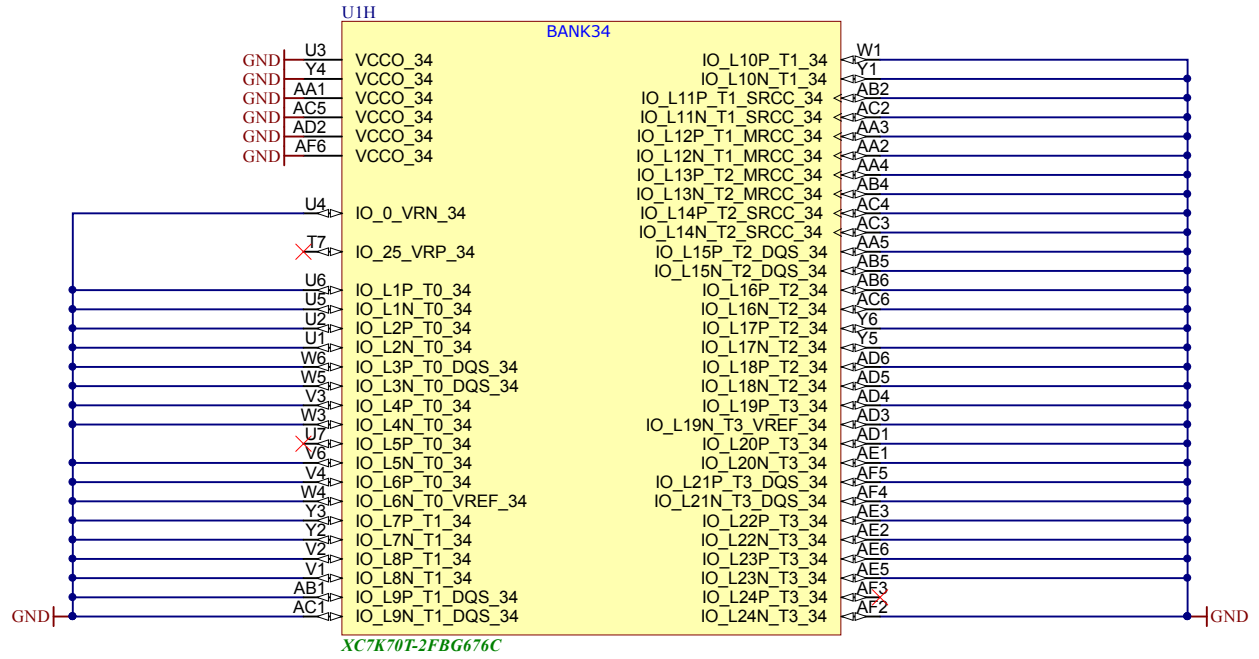 U1H
BANK34
GND U3 VCCO_34 IO_L10P_T1_34 W1
GND Y4 VCCO_34 IO_L10N_T1_34 Y1
GND AA1 VCCO_34 IO_L11P_T1_SRCC_34 AB2
GND AC5 VCCO_34 IO_L11N_T1_SRCC_34 AC2
GND AD2 VCCO_34 IO_L12P_T1_MRCC_34 AA3
GND AF6 VCCO_34 IO_L12N_T1_MRCC_34 AA2
IO_L13P_T2_MRCC_34 AA4
IO_L13N_T2_MRCC_34 AB4
U4 IO_0_VRN_34 IO_L14P_T2_SRCC_34 AC4
IO_L14N_T2_SRCC_34 AC3
T7 IO_25_VRP_34 IO_L15P_T2_DQS_34 AA5
IO_L15N_T2_DQS_34 AB5
U6 IO_L1P_T0_34 IO_L16P_T2_34 AB6
U5 IO_L1N_T0_34 IO_L16N_T2_34 AC6
U2 IO_L2P_T0_34 IO_L17P_T2_34 Y6
U1 IO_L2N_T0_34 IO_L17N_T2_34 Y5
W6 IO_L3P_T0_DQS_34 IO_L18P_T2_34 AD6
W5 IO_L3N_T0_DQS_34 IO_L18N_T2_34 AD5
V3 IO_L4P_T0_34 IO_L19P_T3_34 AD4
W3 IO_L4N_T0_34 IO_L19N_T3_VREF_34 AD3
U7 IO_L5P_T0_34 IO_L20P_T3_34 AD1
V6 IO_L5N_T0_34 IO_L20N_T3_34 AE1
V4 IO_L6P_T0_34 IO_L21P_T3_DQS_34 AF5
W4 IO_L6N_T0_VREF_34 IO_L21N_T3_DQS_34 AF4
Y3 IO_L7P_T1_34 IO_L22P_T3_34 AE3
Y2 IO_L7N_T1_34 IO_L22N_T3_34 AE2
V2 IO_L8P_T1_34 IO_L23P_T3_34 AE6
V1 IO_L8N_T1_34 IO_L23N_T3_34 AE5
AB1 IO_L9P_T1_DQS_34 IO_L24P_T3_34 AF3
GND AC1 IO_L9N_T1_DQS_34 IO_L24N_T3_34 AF2 GND
XC7K70T-2FBG676C